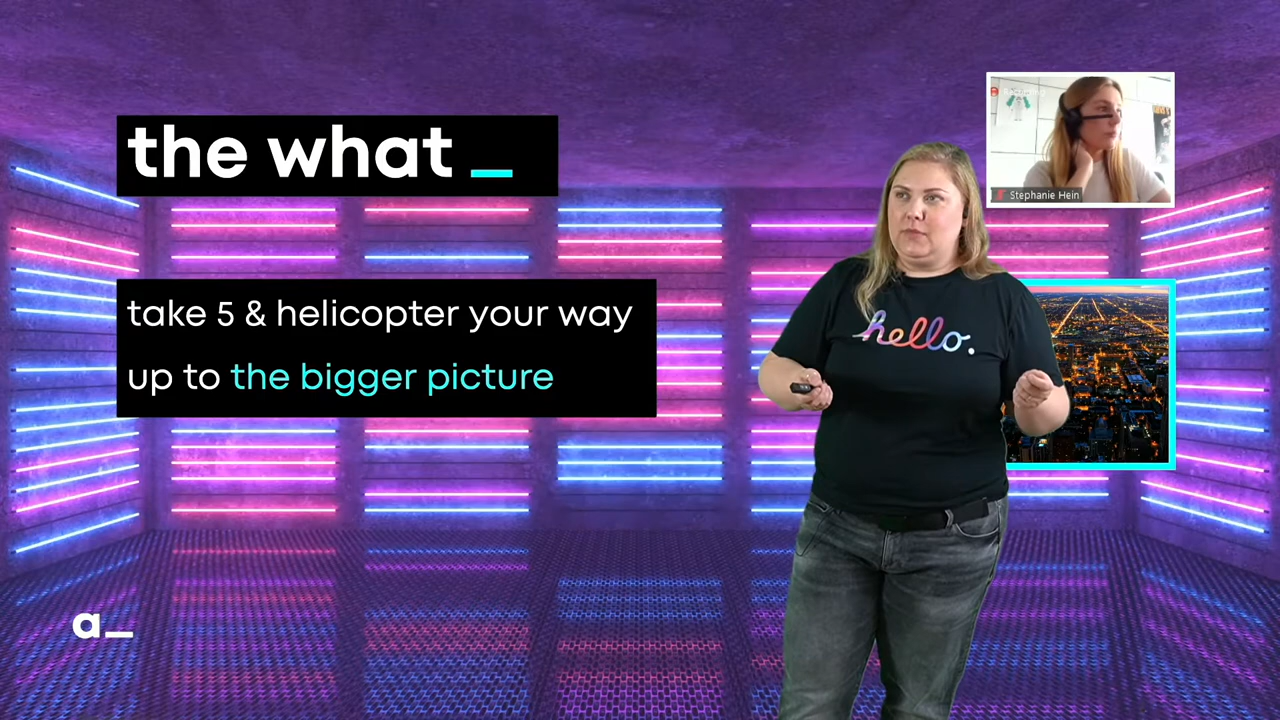 the what _
take 5 & helicopter your way
up to the bigger picture
hello.
Stephanie Hein
a_